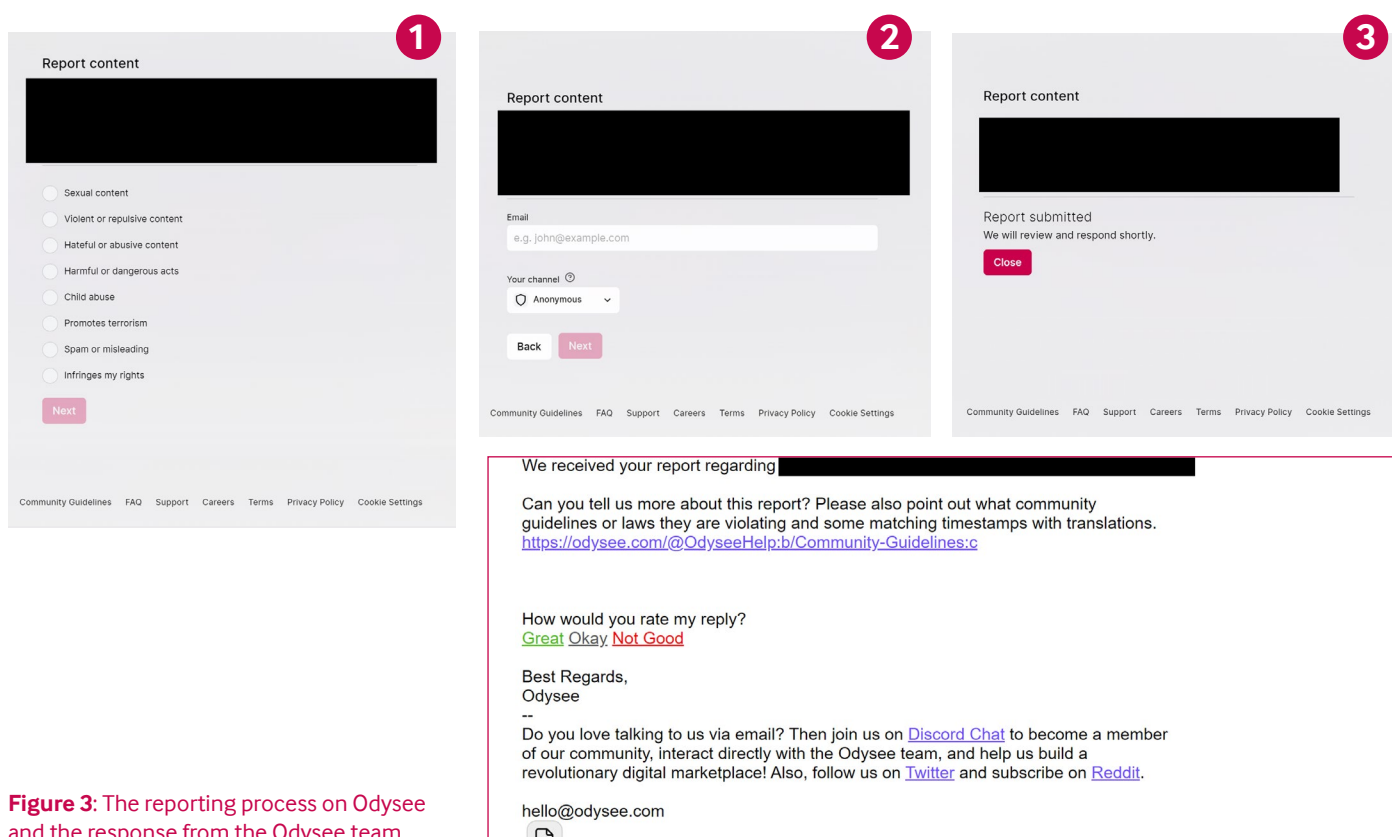 1
Report content
Sexual content
Violent or repulsive content
Hateful or abusive content
Harmful or dangerous acts
Child abuse
Promotes terrorism
Spam or misleading
Infringes my rights
Next
Community Guidelines FAQ Support Careers Terms Privacy Policy Cookie Settings
2
Report content
Email
e.g. john@example.com
Your channel ?
Anonymous
Back Next
Community Guidelines FAQ Support Careers Terms Privacy Policy Cookie Settings
3
Report content
Report submitted
We will review and respond shortly.
Close
Community Guidelines FAQ Support Careers Terms Privacy Policy Cookie Settings
We received your report regarding
Can you tell us more about this report? Please also point out what community
guidelines or laws they are violating and some matching timestamps with translations.
https://odysee.com/@OdyseeHelp:b/Community-Guidelines:c
How would you rate my reply?
Great Okay Not Good
Best Regards,
Odysee
--
Do you love talking to us via email? Then join us on Discord Chat to become a member
of our community, interact directly with the Odysee team, and help us build a
revolutionary digital marketplace! Also, follow us on Twitter and subscribe on Reddit.
hello@odysee.com
Figure 3: The reporting process on Odysee
and the response from the Odysee team